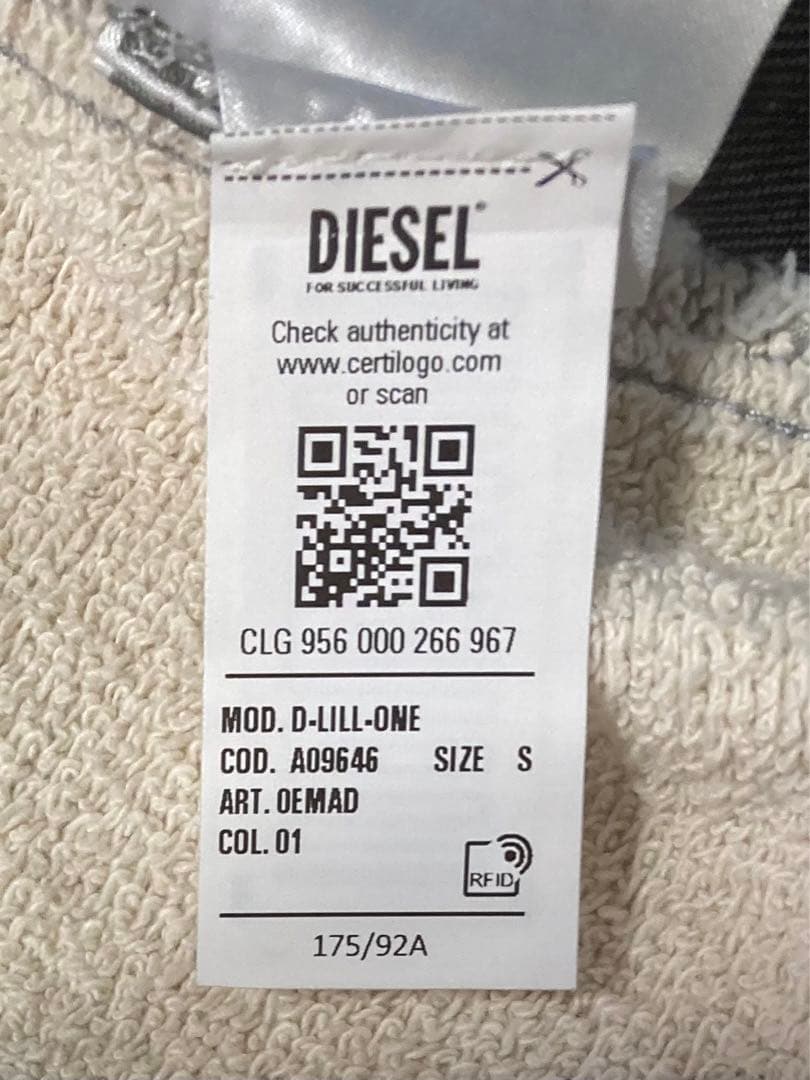 DIESEL®
FOR SUCCESSFUL LIVING
Check authenticity at
www.certilogo.com
or scan
CLG 956 000 266 967
MOD. D-LILL-ONE
COD. A09646 SIZE S
ART. 0EMAD
COL. 01
RFID
175/92A